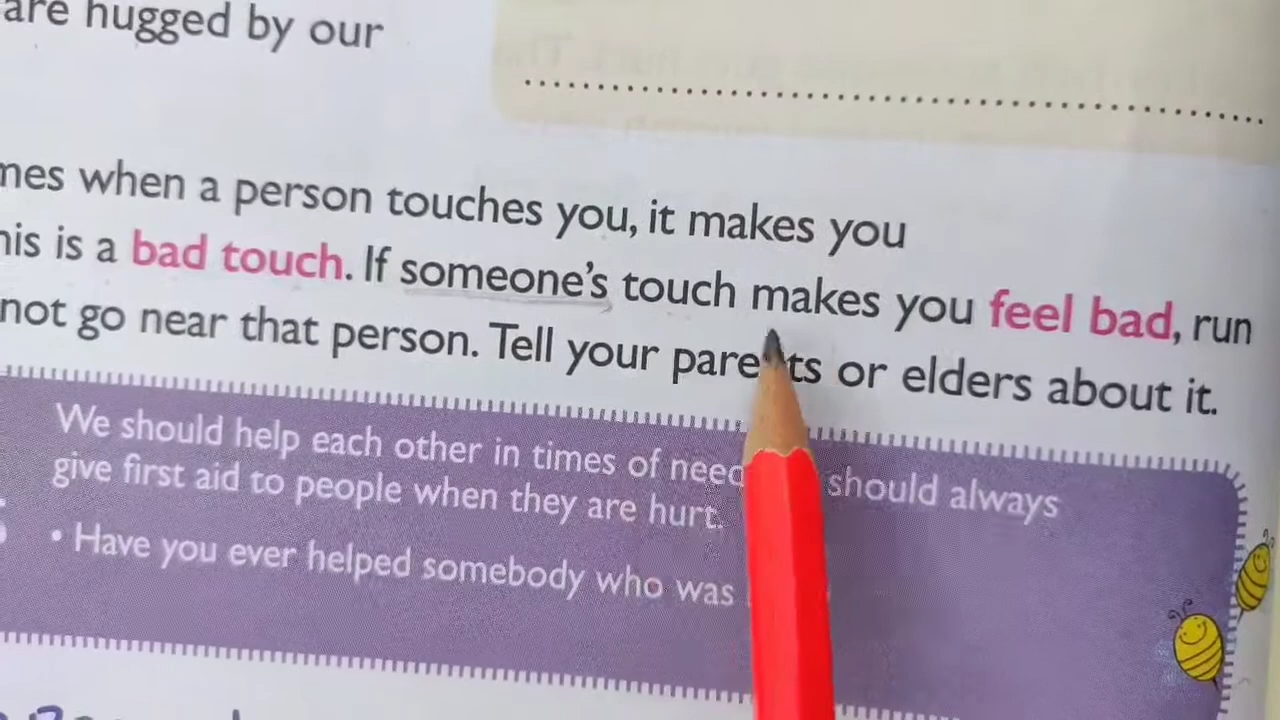 are hugged by our
mes when a person touches you, it makes you
his is a bad touch. If someone's touch makes you feel bad, run
not go near that person. Tell your parents or elders about it.
We should help each other in times of need should always
give first aid to people when they are hurt.
• Have you ever helped somebody who was